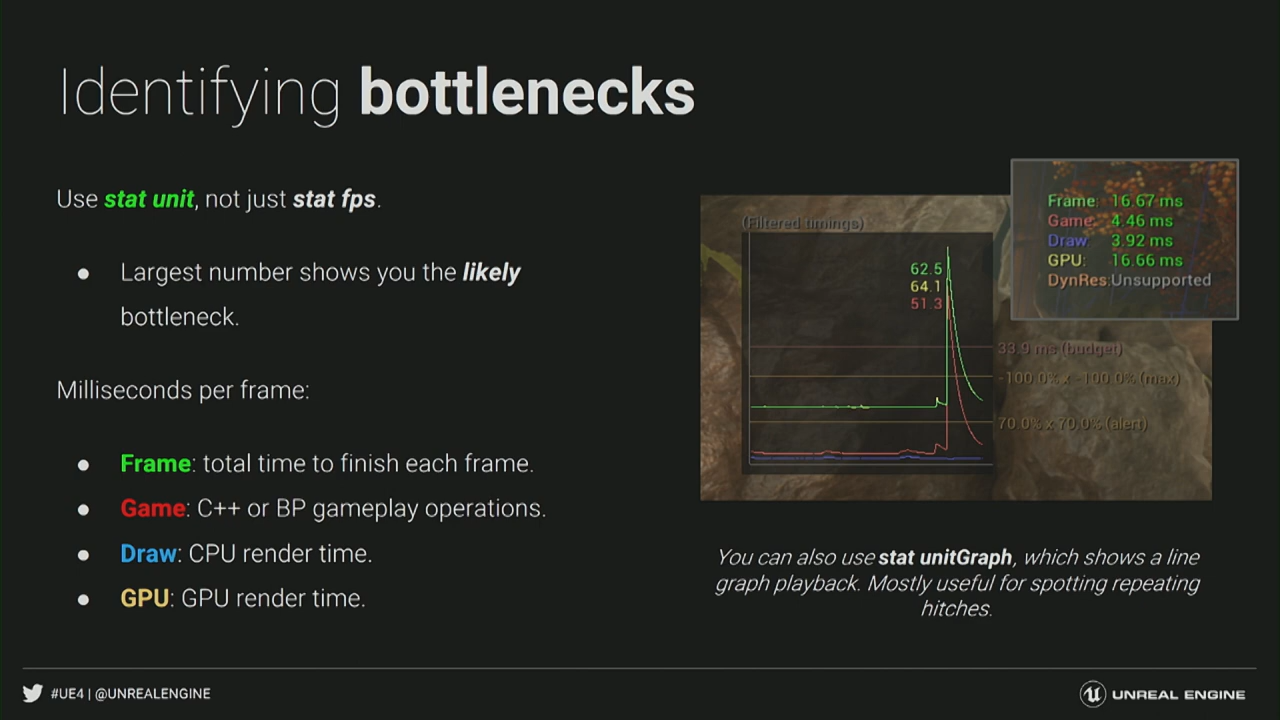 Identifying bottlenecks
Use stat unit, not just stat fps.
● Largest number shows you the likely
bottleneck.
Milliseconds per frame:
● Frame: total time to finish each frame.
● Game: C++ or BP gameplay operations.
● Draw: CPU render time.
● GPU: GPU render time.
Frame: 16.67 ms
Game: 4.46 ms
Draw: 3.92 ms
GPU: 16.66 ms
DynRes:Unsupported
(Filtered timings)
62.5
64.1
51.3
33.9 ms (budget)
-100.0% x -100.0% (max)
70.0% x 70.0% (alert)
You can also use stat unitGraph, which shows a line
graph playback. Mostly useful for spotting repeating
hitches.
#UE4 | @UNREALENGINE
UNREAL ENGINE